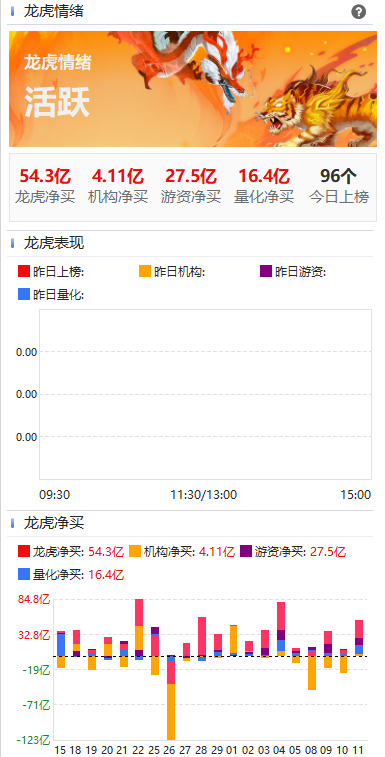 龙虎情绪
?
龙虎情绪
活跃
54.3亿 4.11亿 27.5亿 16.4亿 96个
龙虎净买 机构净买 游资净买 量化净买 今日上榜
龙虎表现
昨日上榜: 昨日机构: 昨日游资:
昨日量化:
0.00
0.00
0.00
09:30 11:30/13:00 15:00
龙虎净买
龙虎净买: 54.3亿 机构净买: 4.11亿 游资净买: 27.5亿
量化净买: 16.4亿
84.8亿
32.8亿
-19亿
-71亿
-123亿
15 18 19 20 21 22 25 26 27 28 29 01 02 03 04 05 08 09 10 11